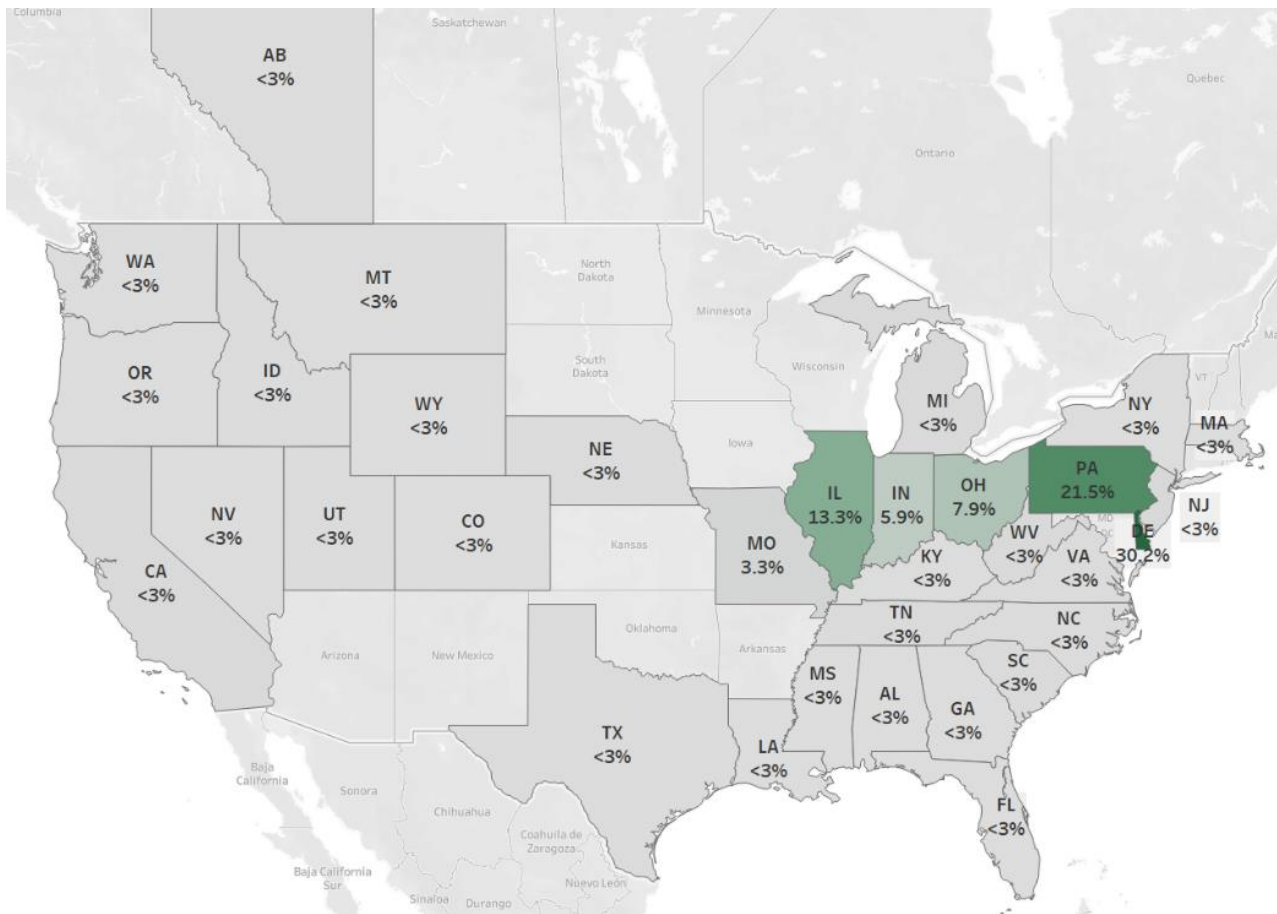 Columbia
Saskatchewan
AB
<3%
Quebec
Ontario
WA
<3%
MT
<3%
North
Dakota
Minnesota
OR
<3%
ID
<3%
South
Dakota
Wisconsin
VT
WY
<3%
MI
<3%
NY
<3%
MA
<3%
Iowa
NE
<3%
IL
13.3%
IN
5.9%
OH
7.9%
PA
21.5%
NJ
<3%
NV
<3%
UT
<3%
CO
<3%
Kansas
MO
3.3%
MD
DE
30.2%
WV
<3%
KY
<3%
VA
<3%
CA
<3%
TN
<3%
NC
<3%
Oklahoma
Arizona
New Mexico
Arkansas
SC
<3%
MS
<3%
AL
<3%
GA
<3%
TX
<3%
LA
<3%
Baja
California
Sonora
Chihuahua
FL
<3%
Coahuila de
Zaragoza
Baja California
Sur
Nuevo León
Sinaloa
Durango